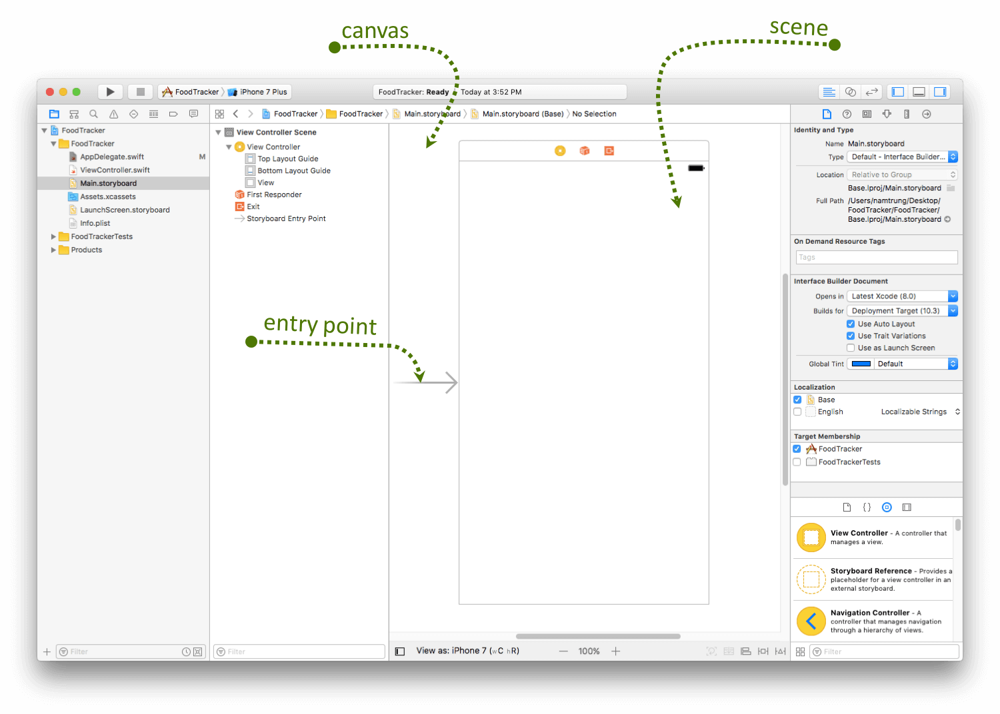 canvas
scene
FoodTracker 〉 iPhone 7 Plus
FoodTracker: Ready
Today at 3:52 PM
FoodTracker 〉 FoodTracker 〉 Main.storyboard 〉 Main.storyboard (Base) 〉 No Selection
FoodTracker
FoodTracker
AppDelegate.swift M
ViewController.swift
Main.storyboard
Assets.xcassets
LaunchScreen.storyboard
Info.plist
FoodTrackerTests
Products
View Controller Scene
View Controller
Top Layout Guide
Bottom Layout Guide
View
First Responder
Exit
Storyboard Entry Point
entry point
Identity and Type
Name Main.storyboard
Type Default - Interface Builder...
Location Relative to Group
Base.lproj/Main.storyboard
Full Path /Users/namtrung/Desktop/
FoodTracker/FoodTracker/
Base.lproj/Main.storyboard
On Demand Resource Tags
Tags
Interface Builder Document
Opens in Latest Xcode (8.0)
Builds for Deployment Target (10.3)
Use Auto Layout
Use Trait Variations
Use as Launch Screen
Global Tint Default
Localization
Base
English Localizable Strings
Target Membership
FoodTracker
FoodTrackerTests
{}
View Controller - A controller that
manages a view.
Storyboard Reference - Provides a
placeholder for a view controller in an
external storyboard.
Navigation Controller - A
controller that manages navigation
through a hierarchy of views.
+ Filter
Filter
View as: iPhone 7 (wC hR)
— 100% +
Filter